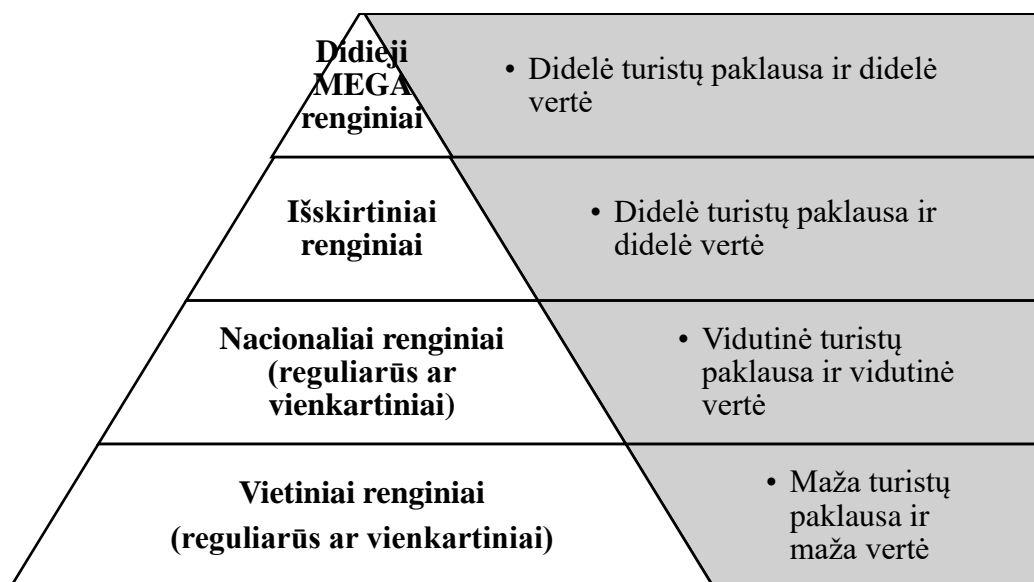 Didieji
MEGA
renginiai
• Didelė turistų paklausa ir didelė
vertė
Išskirtiniai
renginiai
• Didelė turistų paklausa ir
didelė vertė
Nacionaliai renginiai
(reguliarūs ar
vienkartiniai)
• Vidutinė turistų
paklausa ir vidutinė
vertė
Vietiniai renginiai
(reguliarūs ar vienkartiniai)
• Maža turistų
paklausa ir
maža vertė